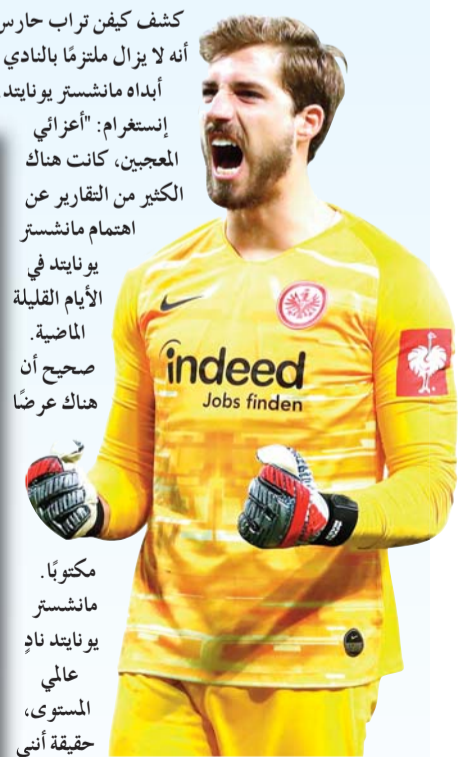 كشف كيفن تراب حارس
أنه لا يزال ملتزمًا بالنادي
أبداه مانشستر يونايتد
إنستغرام: "أعزائي
المعجبين، كانت هناك
الكثير من التقارير عن
اهتمام مانشستر
يونايتد في
الأيام القليلة
الماضية.
صحيح أن
هناك عرضًا
مكتوبًا.
مانشستر
يونايتد نادٍ
عالمي
المستوى،
حقيقة أنني
indeed
Jobs finden